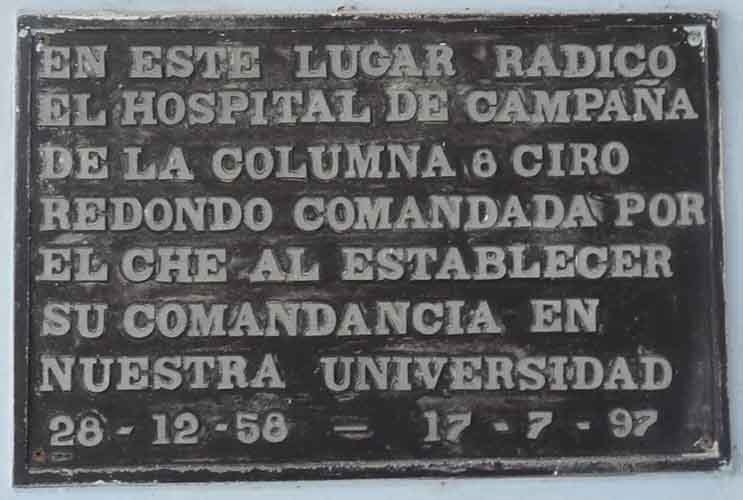 EN ESTE LUGAR RADICO
EL HOSPITAL DE CAMPAÑA
DE LA COLUMNA 8 CIRO
REDONDO COMANDADA POR
EL CHE AL ESTABLECER
SU COMANDANCIA EN
NUESTRA UNIVERSIDAD
28 - 12 - 58 = 17 - 7 - 97